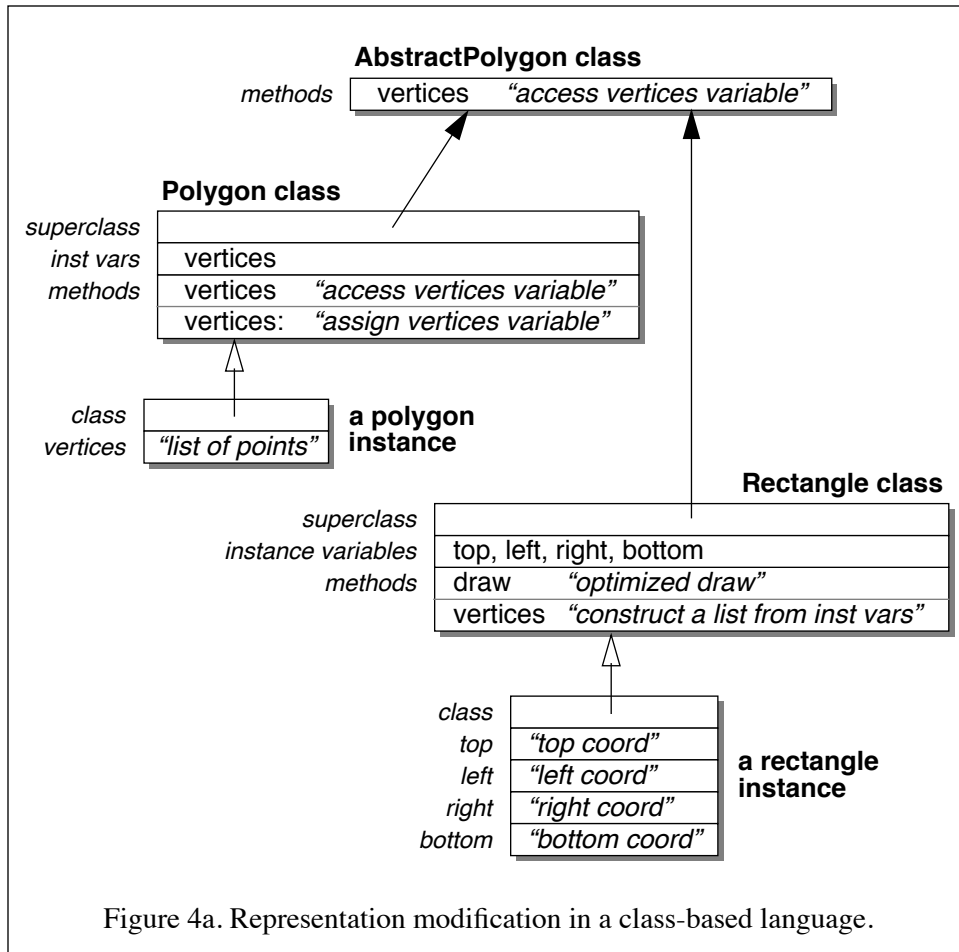 AbstractPolygon class
methods vertices “access vertices variable”
Polygon class
superclass
inst vars vertices
methods vertices “access vertices variable”
vertices: “assign vertices variable”
class
vertices “list of points”
a polygon
instance
Rectangle class
superclass
instance variables top, left, right, bottom
methods draw “optimized draw”
vertices “construct a list from inst vars”
class
top “top coord”
left “left coord”
right “right coord”
bottom “bottom coord”
a rectangle
instance
Figure 4a. Representation modification in a class-based language.